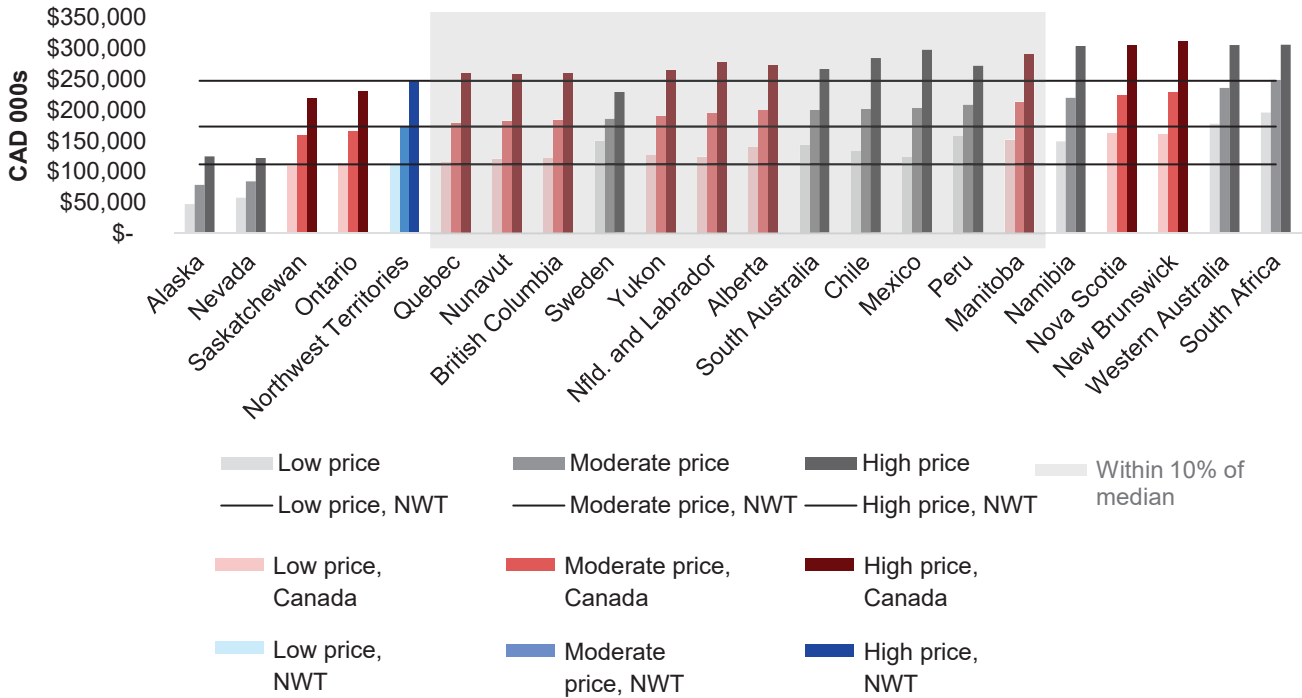 $350,000
$300,000
$250,000
$200,000
$150,000
$100,000
$50,000
$-
CAD 000s
Alaska
Nevada
Saskatchewan
Ontario
Northwest Territories
Quebec
Nunavut
British Columbia
Sweden
Yukon
Nfld. and Labrador
Alberta
South Australia
Chile
Mexico
Peru
Manitoba
Namibia
Nova Scotia
New Brunswick
Western Australia
South Africa
Low price
Moderate price
High price
Within 10% of
median
Low price, NWT
Moderate price, NWT
High price, NWT
Low price,
Canada
Moderate price,
Canada
High price,
Canada
Low price,
NWT
Moderate
price, NWT
High price,
NWT